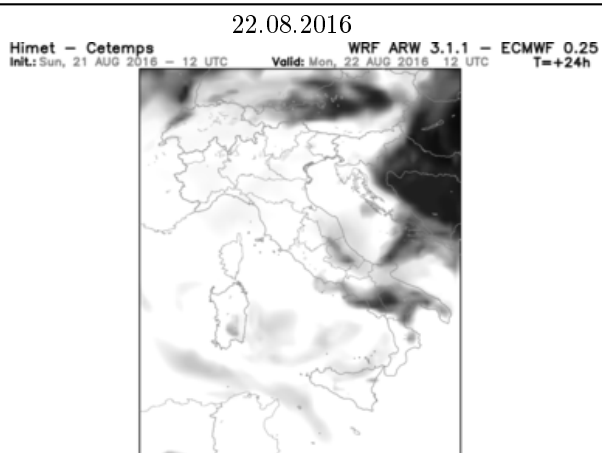 22.08.2016
Himet – Cetemps WRF ARW 3.1.1 – ECMWF 0.25
Init.: Sun, 21 AUG 2016 – 12 UTC Valid: Mon, 22 AUG 2016 12 UTC T=+24h